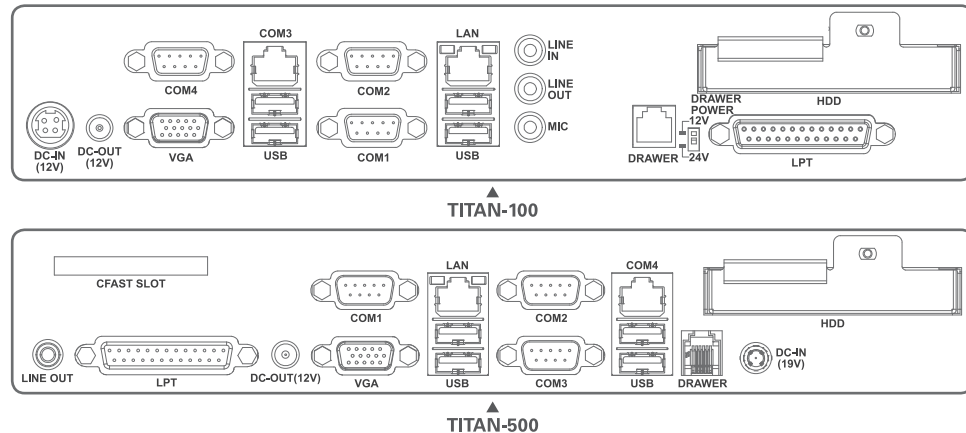 COM3
LAN
LINE
IN
COM4
COM2
LINE
OUT
HDD
DRAWER
POWER
12V
MIC
DC-IN
(12V)
DC-OUT
(12V)
VGA
USB
COM1
USB
DRAWER
24V
LPT
TITAN-100
CFAST SLOT
LAN
COM4
COM1
COM2
HDD
LINE OUT
LPT
DC-OUT(12V)
VGA
USB
COM3
USB
DRAWER
DC-IN
(19V)
TITAN-500